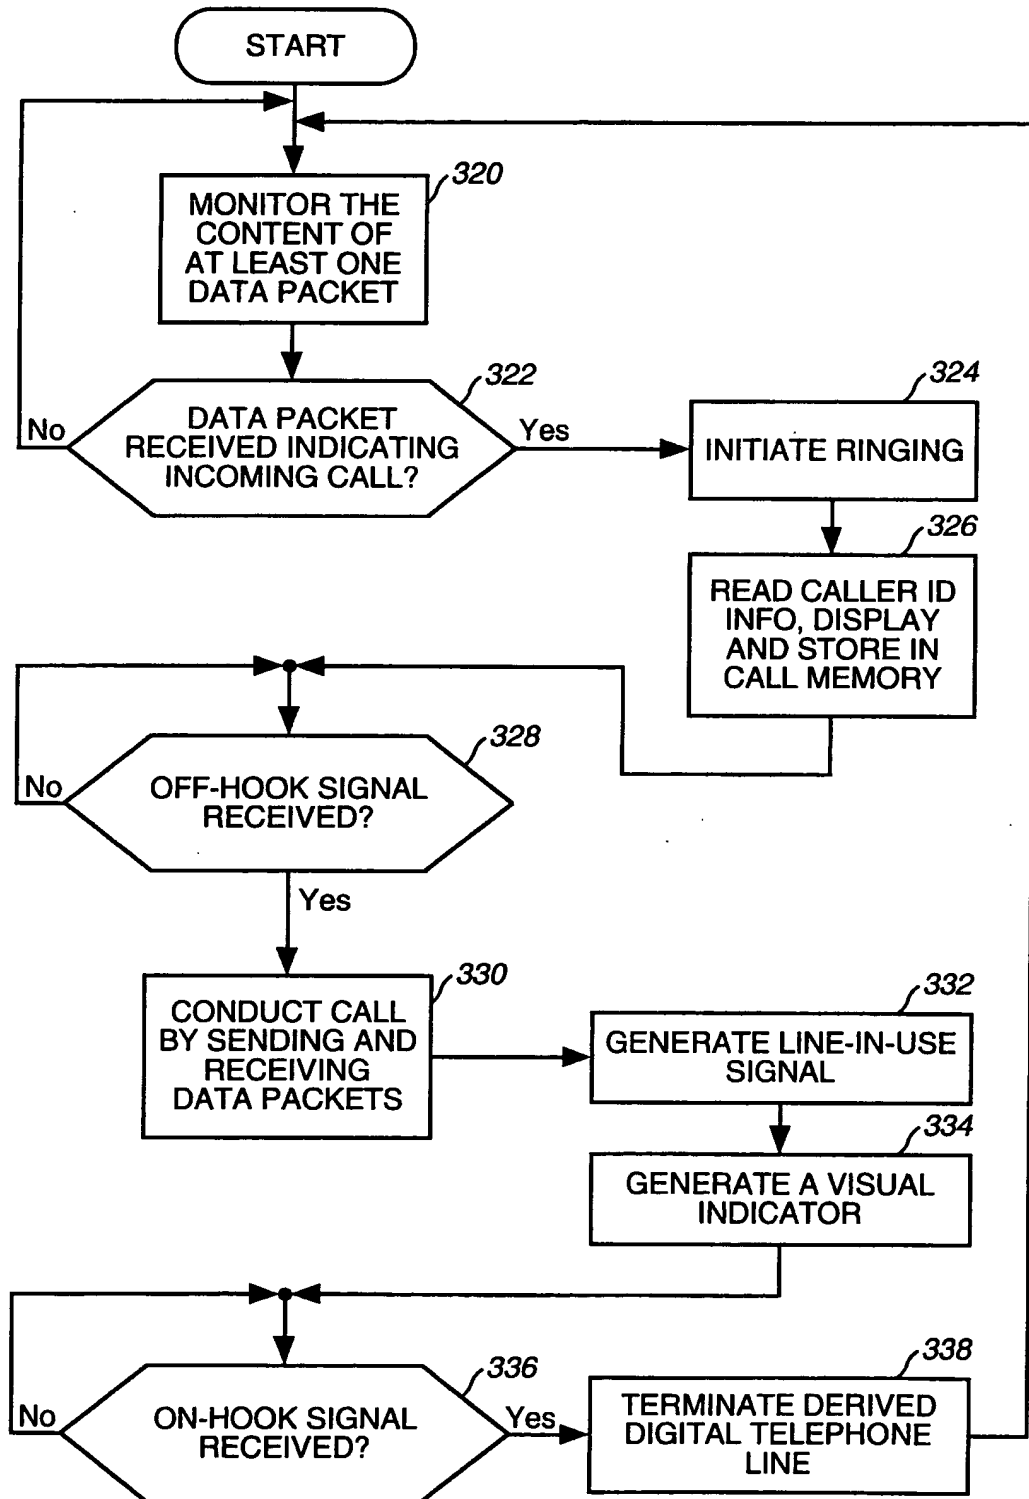 START
320
MONITOR THE
CONTENT OF
AT LEAST ONE
DATA PACKET
322
DATA PACKET
RECEIVED INDICATING
INCOMING CALL?
No
Yes
324
INITIATE RINGING
326
READ CALLER ID
INFO, DISPLAY
AND STORE IN
CALL MEMORY
328
OFF-HOOK SIGNAL
RECEIVED?
No
Yes
330
CONDUCT CALL
BY SENDING AND
RECEIVING
DATA PACKETS
332
GENERATE LINE-IN-USE
SIGNAL
334
GENERATE A VISUAL
INDICATOR
336
ON-HOOK SIGNAL
RECEIVED?
No
Yes
338
TERMINATE DERIVED
DIGITAL TELEPHONE
LINE